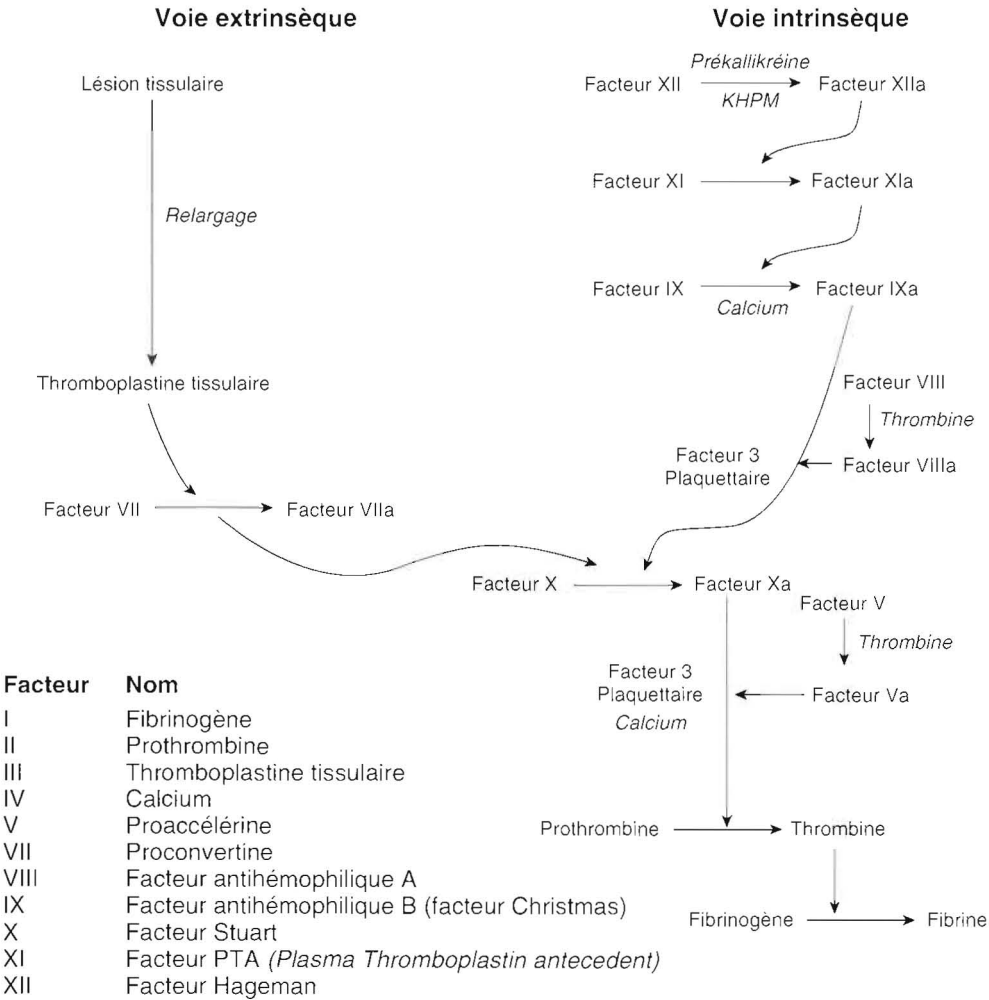 Voie extrinsèque
Voie intrinsèque
Lésion tissulaire
Relargage
Thromboplastine tissulaire
Facteur VII
Facteur VIIa
Prékallikréine
Facteur XII
Facteur XIIa
KHPM
Facteur XI
Facteur XIa
Facteur IX
Facteur IXa
Calcium
Facteur VIII
Thrombine
Facteur VIIIa
Facteur 3
Plaquettaire
Facteur X
Facteur Xa
Facteur V
Thrombine
Facteur Va
Facteur 3
Plaquettaire
Calcium
Prothrombine
Thrombine
Fibrinogène
Fibrine
Facteur Nom
I Fibrinogène
II Prothrombine
III Thromboplastine tissulaire
IV Calcium
V Proaccélérine
VII Proconvertine
VIII Facteur antihémophilique A
IX Facteur antihémophilique B (facteur Christmas)
X Facteur Stuart
XI Facteur PTA (Plasma Thromboplastin antecedent)
XII Facteur Hageman